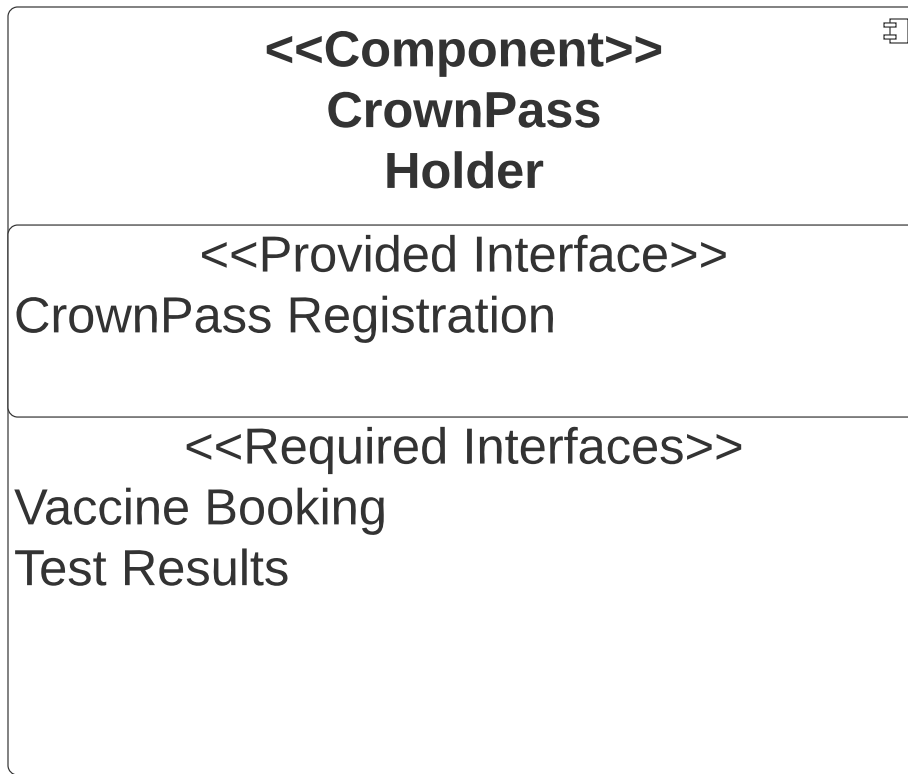 <<Component>>
CrownPass
Holder
<<Provided Interface>>
CrownPass Registration
<<Required Interfaces>>
Vaccine Booking
Test Results